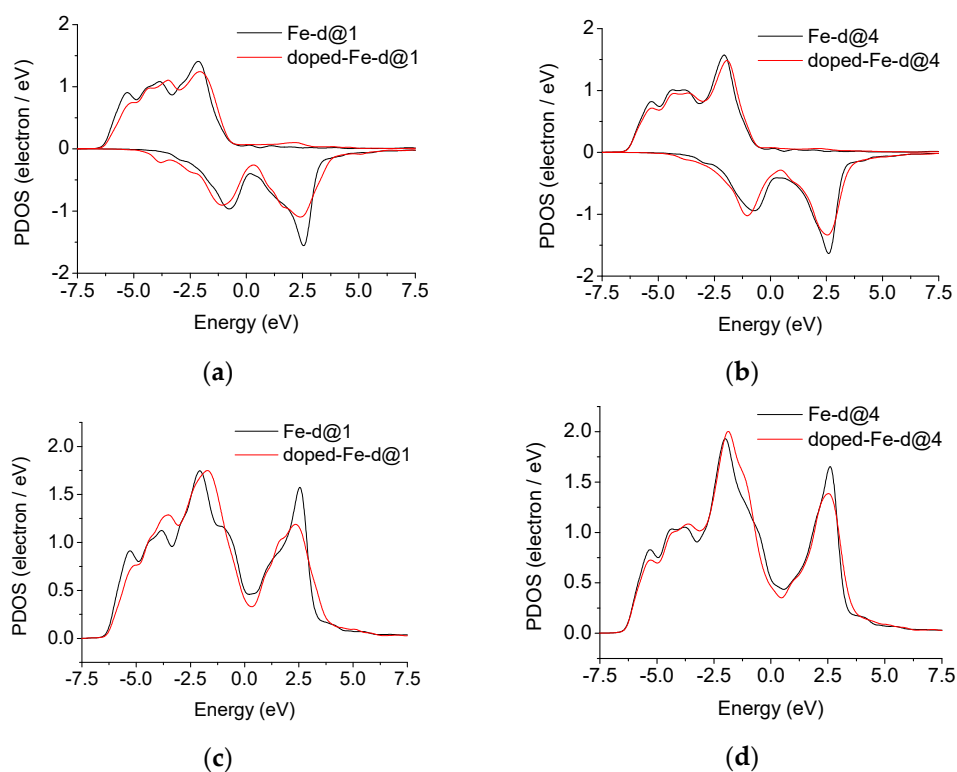 Fe-d@1
doped-Fe-d@1
PDOS (electron / eV)
2
1
0
-1
-2
-7.5 -5.0 -2.5 0.0 2.5 5.0 7.5
Energy (eV)
(a)
Fe-d@4
doped-Fe-d@4
PDOS (electron / eV)
2
1
0
-1
-2
-7.5 -5.0 -2.5 0.0 2.5 5.0 7.5
Energy (eV)
(b)
Fe-d@1
doped-Fe-d@1
PDOS (electron / eV)
2.0
1.5
1.0
0.5
0.0
-7.5 -5.0 -2.5 0.0 2.5 5.0 7.5
Energy (eV)
(c)
Fe-d@4
doped-Fe-d@4
PDOS (electron / eV)
2.0
1.5
1.0
0.5
0.0
-7.5 -5.0 -2.5 0.0 2.5 5.0 7.5
Energy (eV)
(d)